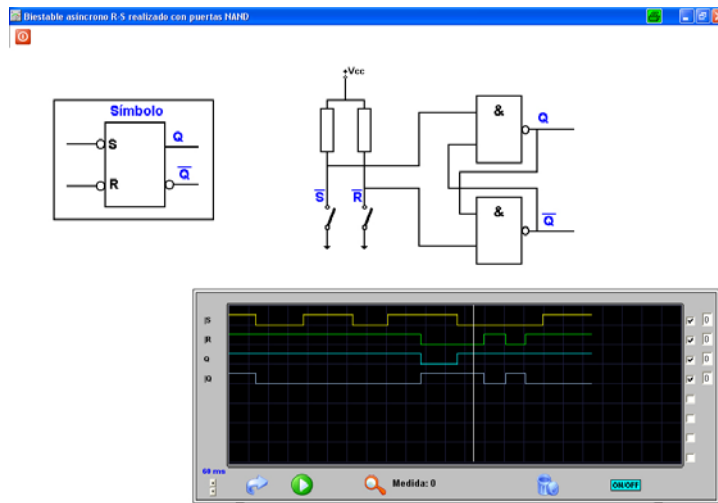 Biestable asíncrono R-S realizado con puertas NAND
+Vcc
Símbolo
S
Q
R
Q
S
R
&
Q
&
Q
|S
0
|R
0
Q
0
|Q
0
60 ms
Medida: 0
ON/OFF